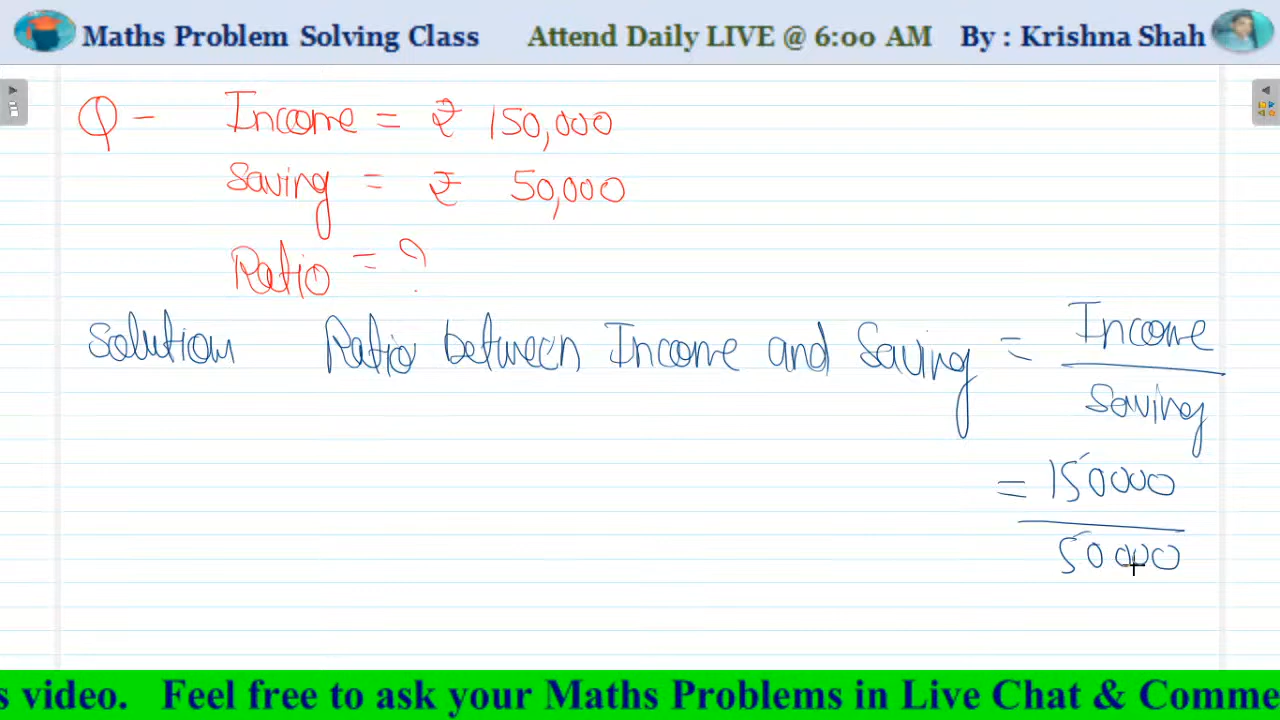 Maths Problem Solving Class Attend Daily LIVE @ 6:00 AM By : Krishna Shah
Q - Income = ₹ 150,000
Saving = ₹ 50,000
Ratio = ?
Solution Ratio between Income and Saving = Income
Saving
= 150000
50000
s video. Feel free to ask your Maths Problems in Live Chat & Comme